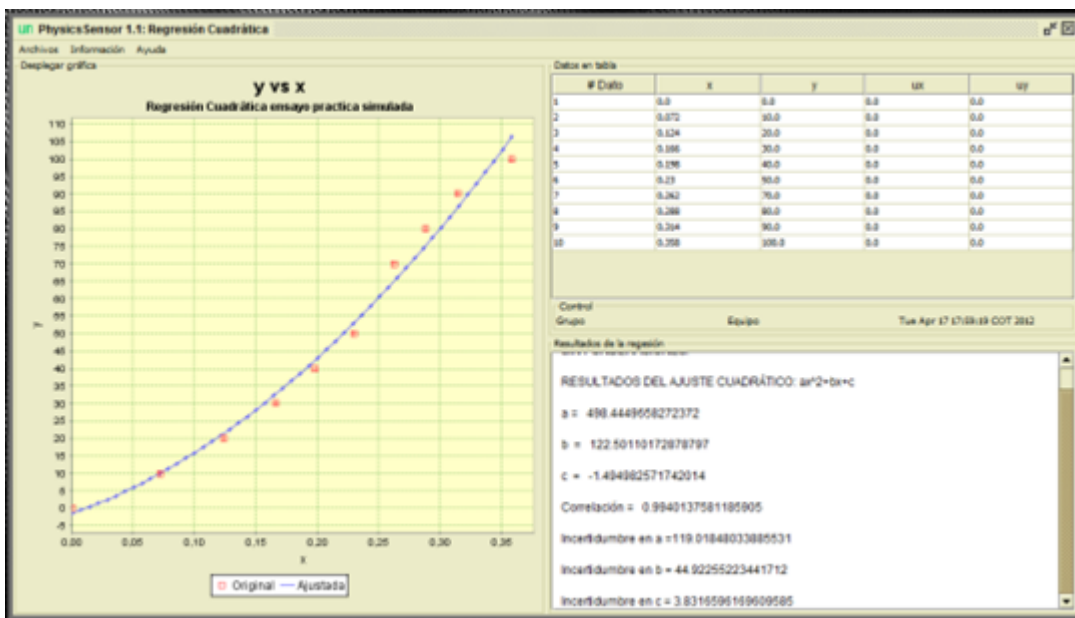 un PhysicsSensor 1.1: Regresión Cuadrática
Archivos Información Ayuda
Desplegar gráfica
y vs x
Regresión Cuadrática ensayo practica simulada
110
105
100
95
90
85
80
75
70
65
60
55
50
45
40
35
30
25
20
15
10
5
0
-5
y
0,00 0,05 0,10 0,15 0,20 0,25 0,30 0,35
x
Original Ajustada
Datos en tabla
# Dato x y ux uy
1 0.0 0.0 0.0 0.0
2 0.072 10.0 0.0 0.0
3 0.124 20.0 0.0 0.0
4 0.166 30.0 0.0 0.0
5 0.198 40.0 0.0 0.0
6 0.23 50.0 0.0 0.0
7 0.262 70.0 0.0 0.0
8 0.288 80.0 0.0 0.0
9 0.314 90.0 0.0 0.0
10 0.358 100.0 0.0 0.0
Control
Grupo Equipo Tue Apr 17 17:59:19 COT 2012
Resultados de la regesión
RESULTADOS DEL AJUSTE CUADRÁTICO: ax^2+bx+c
a = 498.4449658272372
b = 122.50110172878797
c = -1.494982571742014
Correlación = 0.9940137581185905
Incertidumbre en a =119.01848033885531
Incertidumbre en b = 44.92255223441712
Incertidumbre en c = 3.8316596169609585